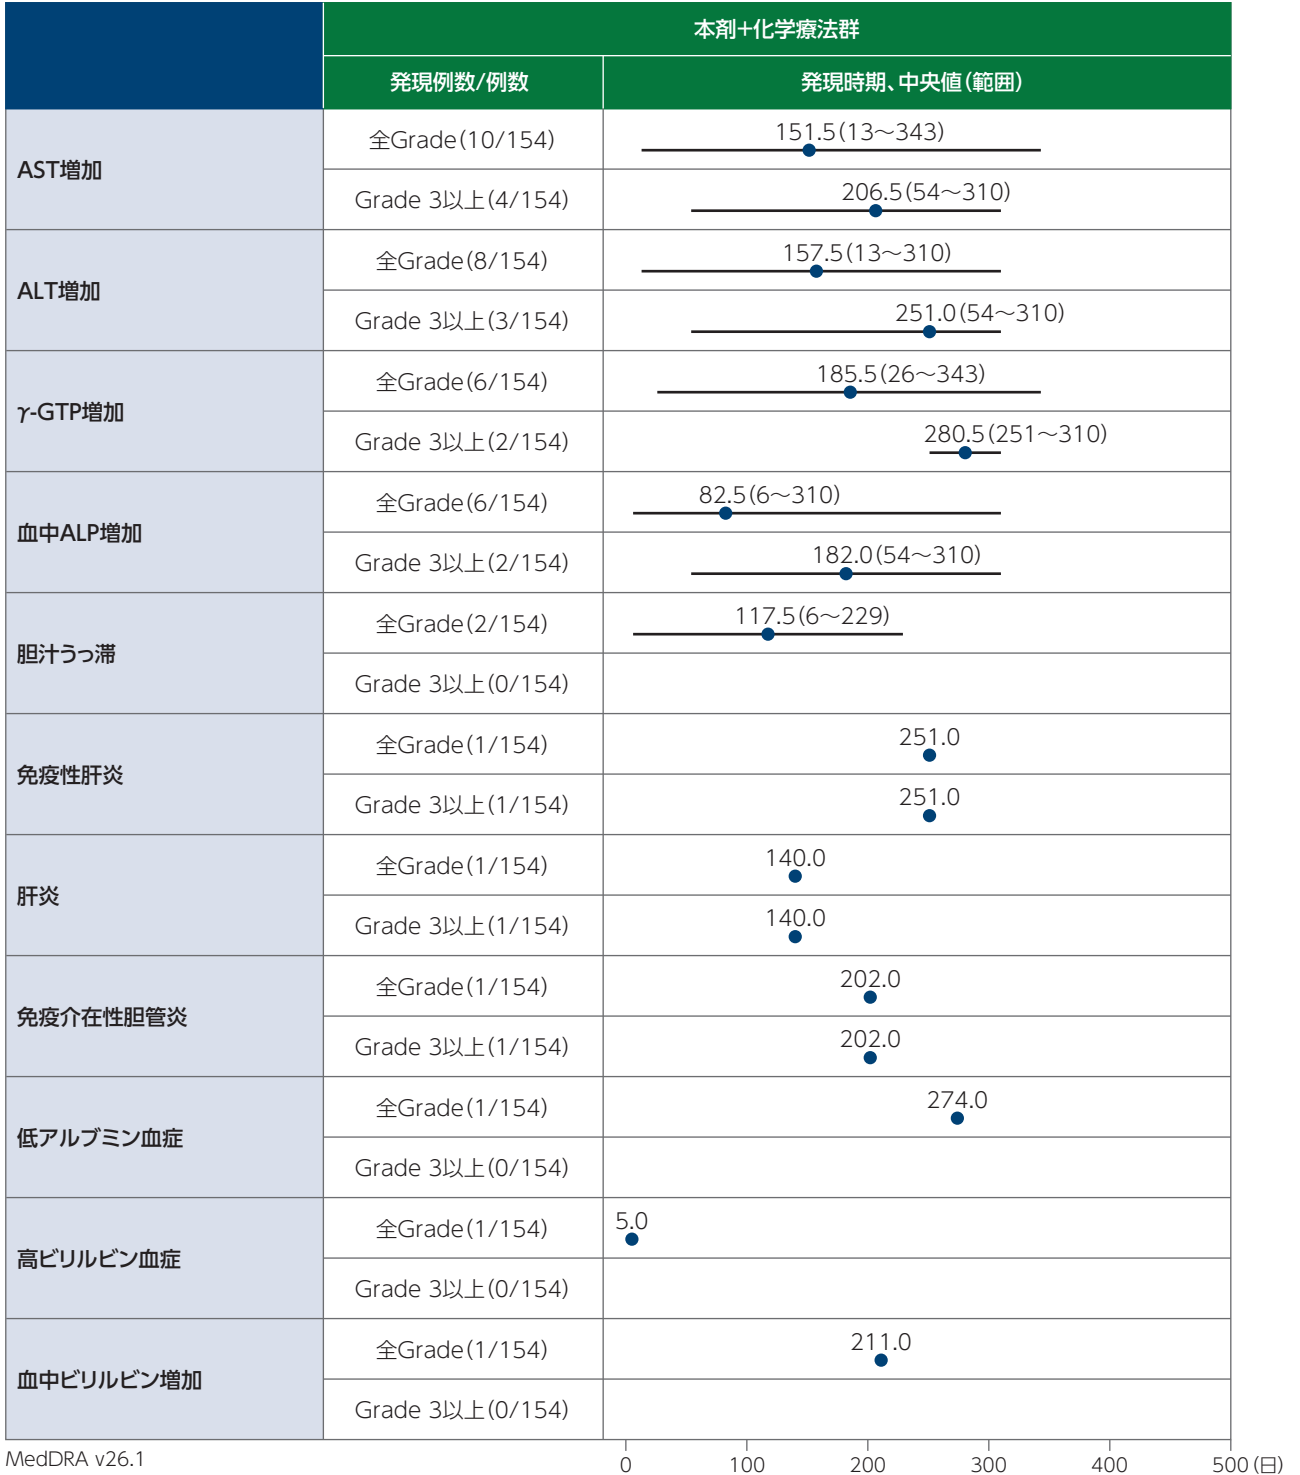 本剤+化学療法群
発現例数/例数 発現時期、中央値(範囲)
AST増加
全Grade(10/154) 151.5(13～343)
Grade 3以上(4/154) 206.5(54～310)
ALT増加
全Grade(8/154) 157.5(13～310)
Grade 3以上(3/154) 251.0(54～310)
γ-GTP増加
全Grade(6/154) 185.5(26～343)
Grade 3以上(2/154) 280.5(251～310)
血中ALP増加
全Grade(6/154) 82.5(6～310)
Grade 3以上(2/154) 182.0(54～310)
胆汁うっ滞
全Grade(2/154) 117.5(6～229)
Grade 3以上(0/154)
免疫性肝炎
全Grade(1/154) 251.0
Grade 3以上(1/154) 251.0
肝炎
全Grade(1/154) 140.0
Grade 3以上(1/154) 140.0
免疫介在性胆管炎
全Grade(1/154) 202.0
Grade 3以上(1/154) 202.0
低アルブミン血症
全Grade(1/154) 274.0
Grade 3以上(0/154)
高ビリルビン血症
全Grade(1/154) 5.0
Grade 3以上(0/154)
血中ビリルビン増加
全Grade(1/154) 211.0
Grade 3以上(0/154)
MedDRA v26.1
0 100 200 300 400 500(日)